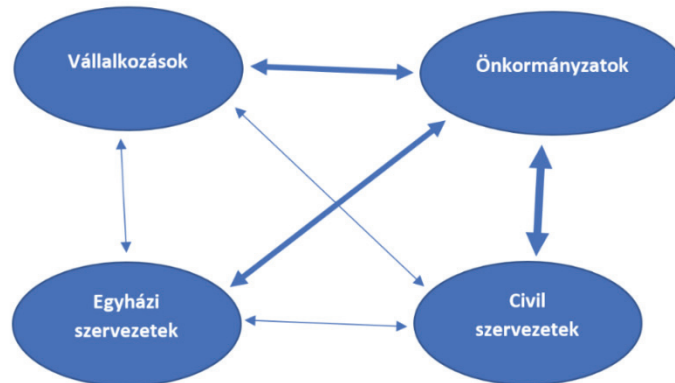 Vállalkozások
Önkormányzatok
Egyházi
szervezetek
Civil
szervezetek